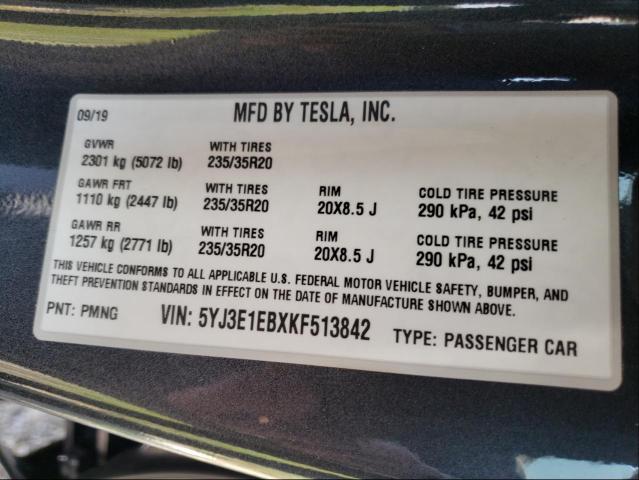 09/19 MFD BY TESLA, INC.
GVWR WITH TIRES
2301 kg (5072 lb) 235/35R20
GAWR FRT WITH TIRES RIM COLD TIRE PRESSURE
1110 kg (2447 lb) 235/35R20 20X8.5 J 290 kPa, 42 psi
GAWR RR WITH TIRES RIM COLD TIRE PRESSURE
1257 kg (2771 lb) 235/35R20 20X8.5 J 290 kPa, 42 psi
THIS VEHICLE CONFORMS TO ALL APPLICABLE U.S. FEDERAL MOTOR VEHICLE SAFETY, BUMPER, AND
THEFT PREVENTION STANDARDS IN EFFECT ON THE DATE OF MANUFACTURE SHOWN ABOVE.
PNT: PMNG VIN: 5YJ3E1EBXKF513842 TYPE: PASSENGER CAR